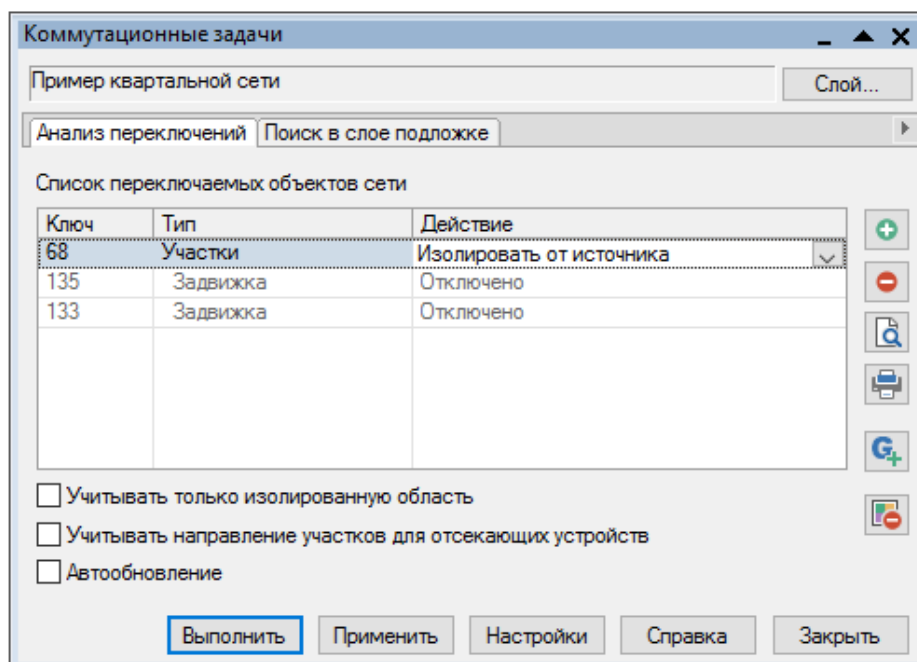 Коммутационные задачи
Пример квартальной сети Слой...
Анализ переключений Поиск в слое подложке
Список переключаемых объектов сети
Ключ Тип Действие
68 Участки Изолировать от источника
135 Задвижка Отключено
133 Задвижка Отключено
Учитывать только изолированную область
Учитывать направление участков для отсекающих устройств
Автообновление
Выполнить Применить Настройки Справка Закрыть